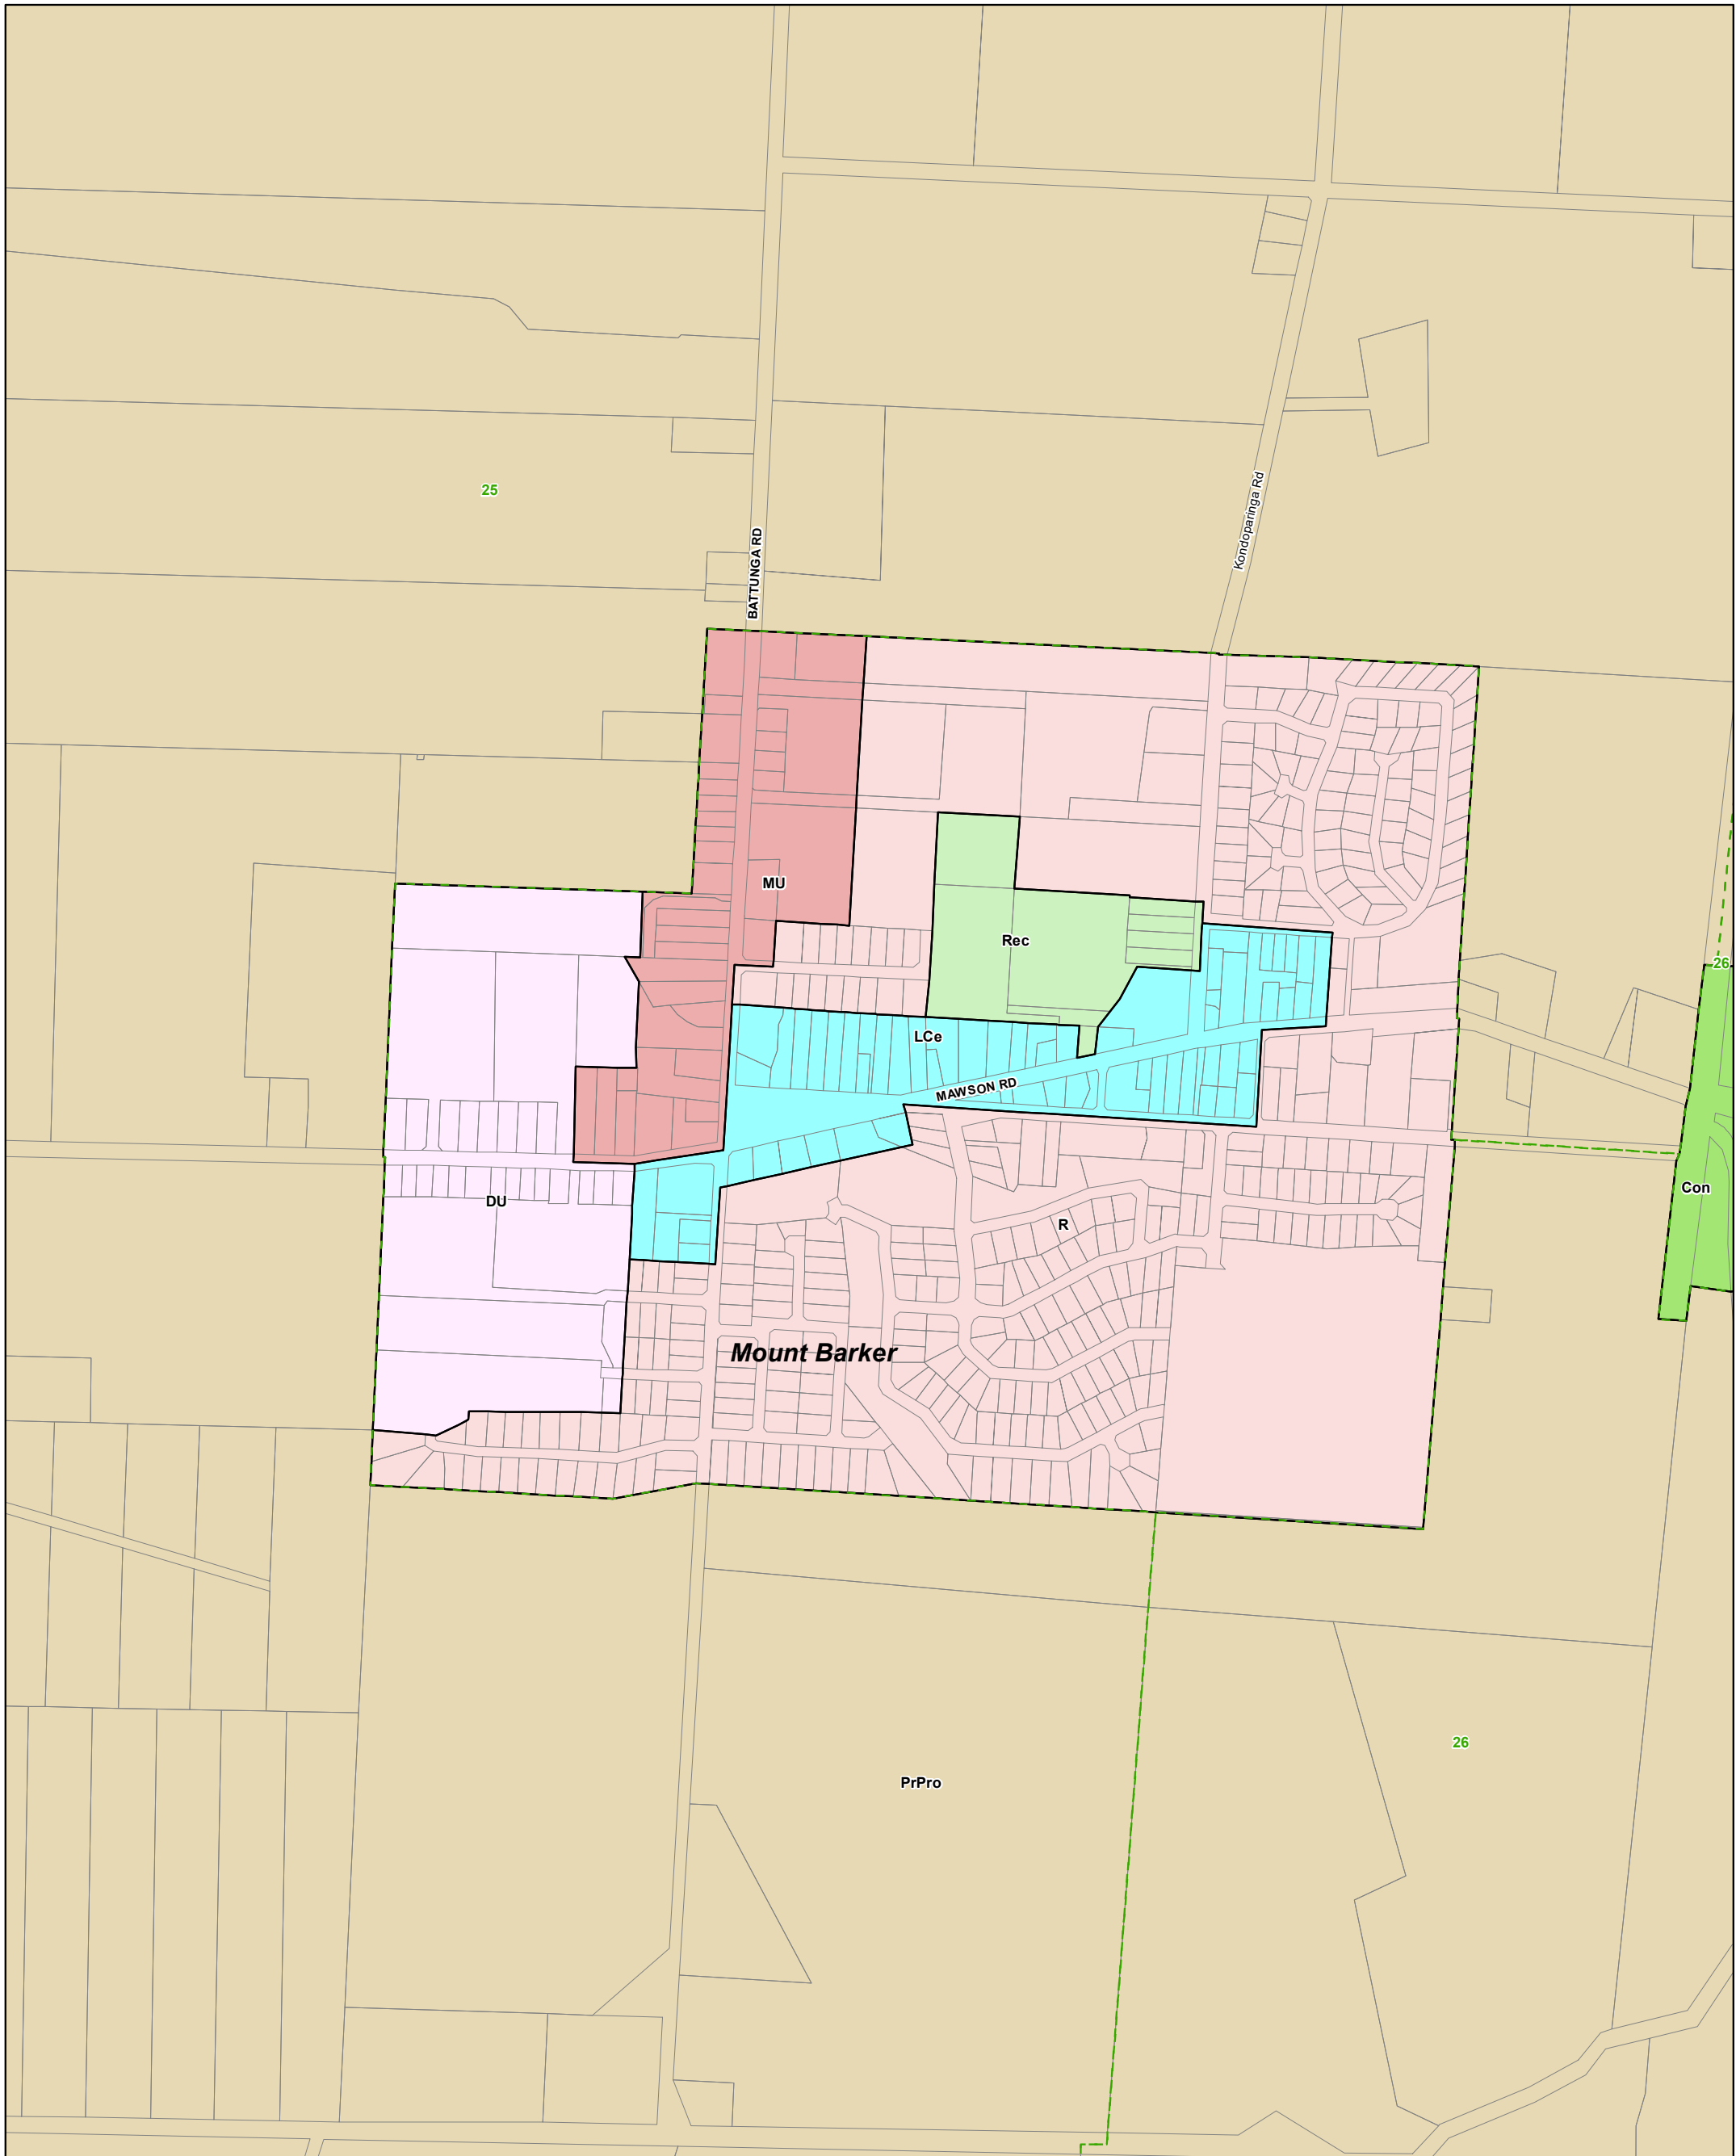 25
BATTUNGA RD
Kondoparinga Rd
MU
Rec
26
LCe
MAWSON RD
Con
DU
R
Mount Barker
26
PrPro